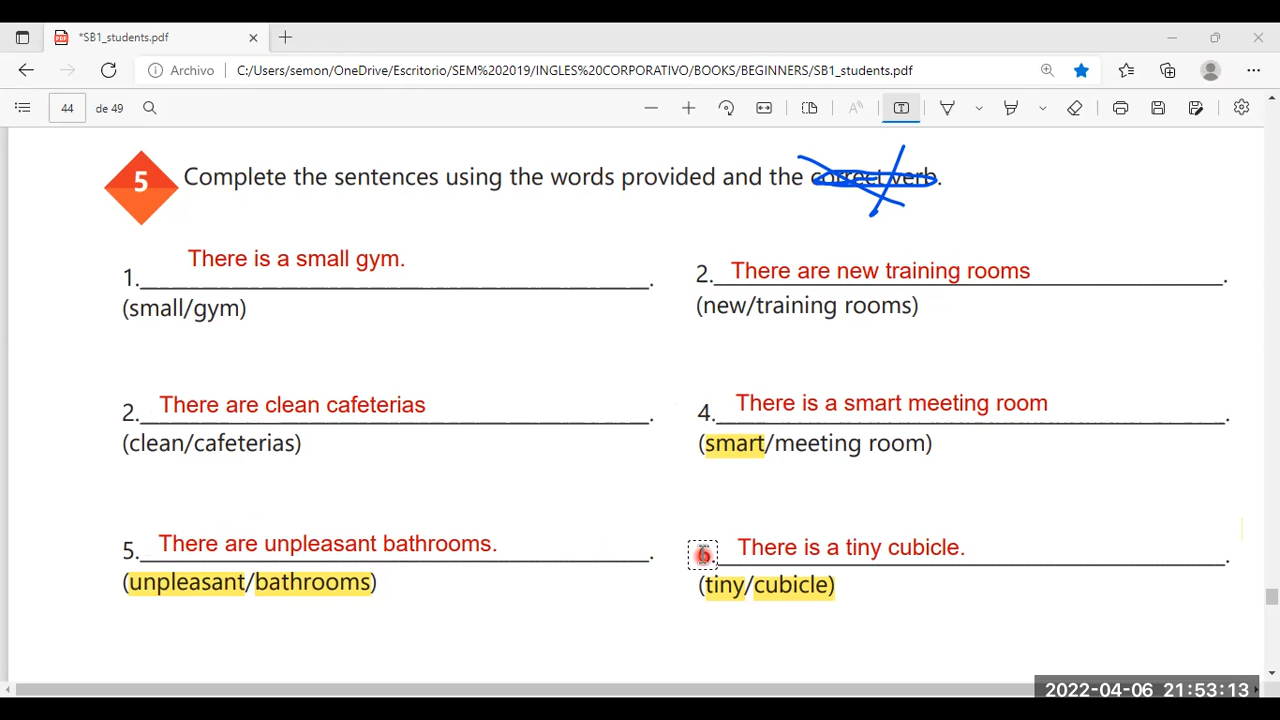 *SB1_students.pdf
Archivo C:/Users/semon/OneDrive/Escritorio/SEM%202019/INGLES%20CORPORATIVO/BOOKS/BEGINNERS/SB1_students.pdf
44 de 49
5 Complete the sentences using the words provided and the correct verb.
There is a small gym.
1.
(small/gym)
2. There are new training rooms
(new/training rooms)
2. There are clean cafeterias
(clean/cafeterias)
4. There is a smart meeting room
(smart/meeting room)
5. There are unpleasant bathrooms.
(unpleasant/bathrooms)
6. There is a tiny cubicle.
(tiny/cubicle)
2022-04-06 21:53:13